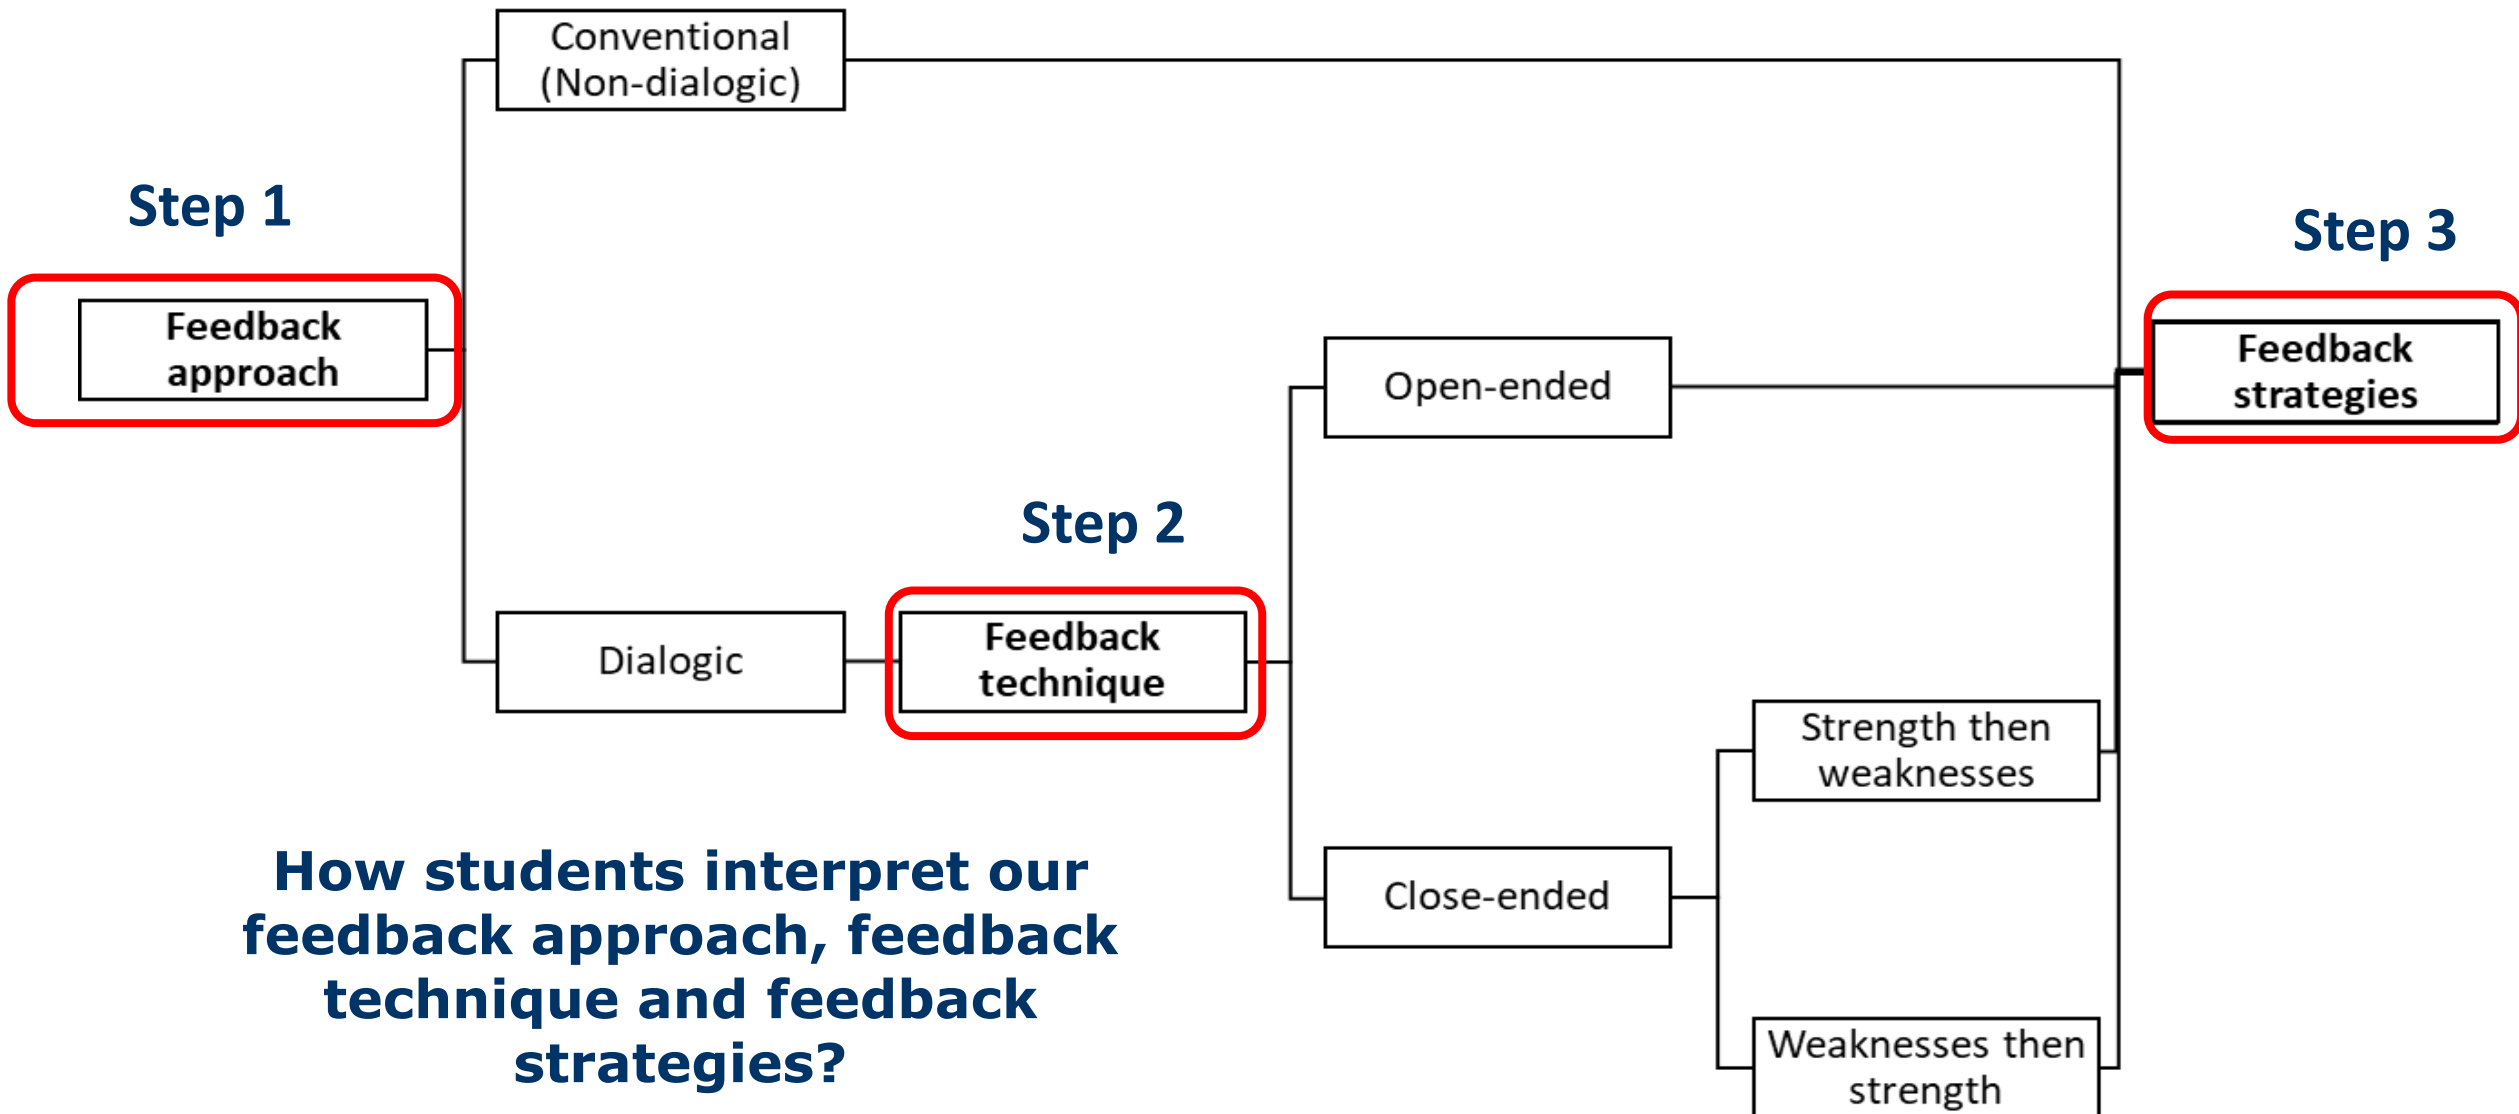 Conventional
(Non-dialogic)
Step 1
Step 3
Feedback
approach
Feedback
strategies
Open-ended
Step 2
Dialogic
Feedback
technique
Strength then
weaknesses
Close-ended
Weaknesses then
strength
How students interpret our
feedback approach, feedback
technique and feedback
strategies?